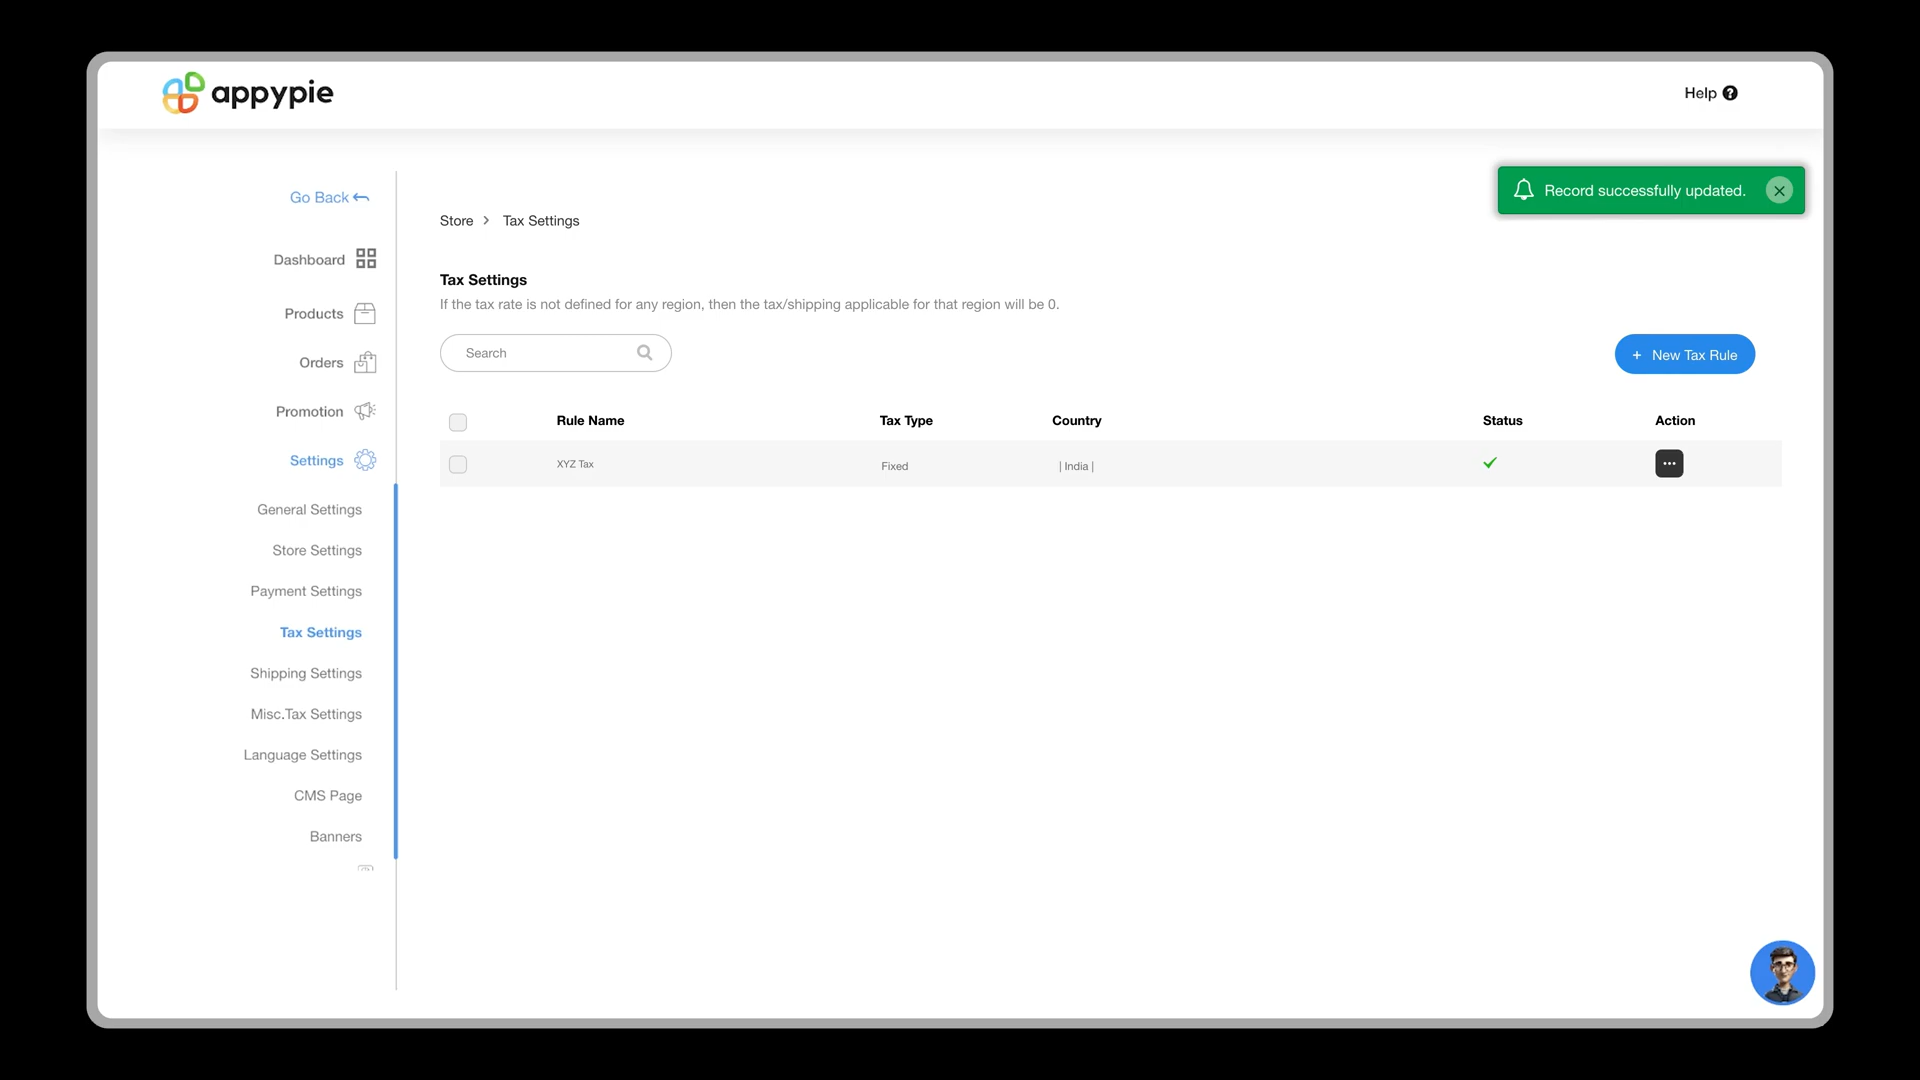 appypie
Help
Record successfully updated.
Go Back
Dashboard
Products
Orders
Promotion
Settings
General Settings
Store Settings
Payment Settings
Tax Settings
Shipping Settings
Misc.Tax Settings
Language Settings
CMS Page
Banners
Store > Tax Settings
Tax Settings
If the tax rate is not defined for any region, then the tax/shipping applicable for that region will be 0.
Search
+ New Tax Rule
Rule Name Tax Type Country Status Action
XYZ Tax Fixed | India |